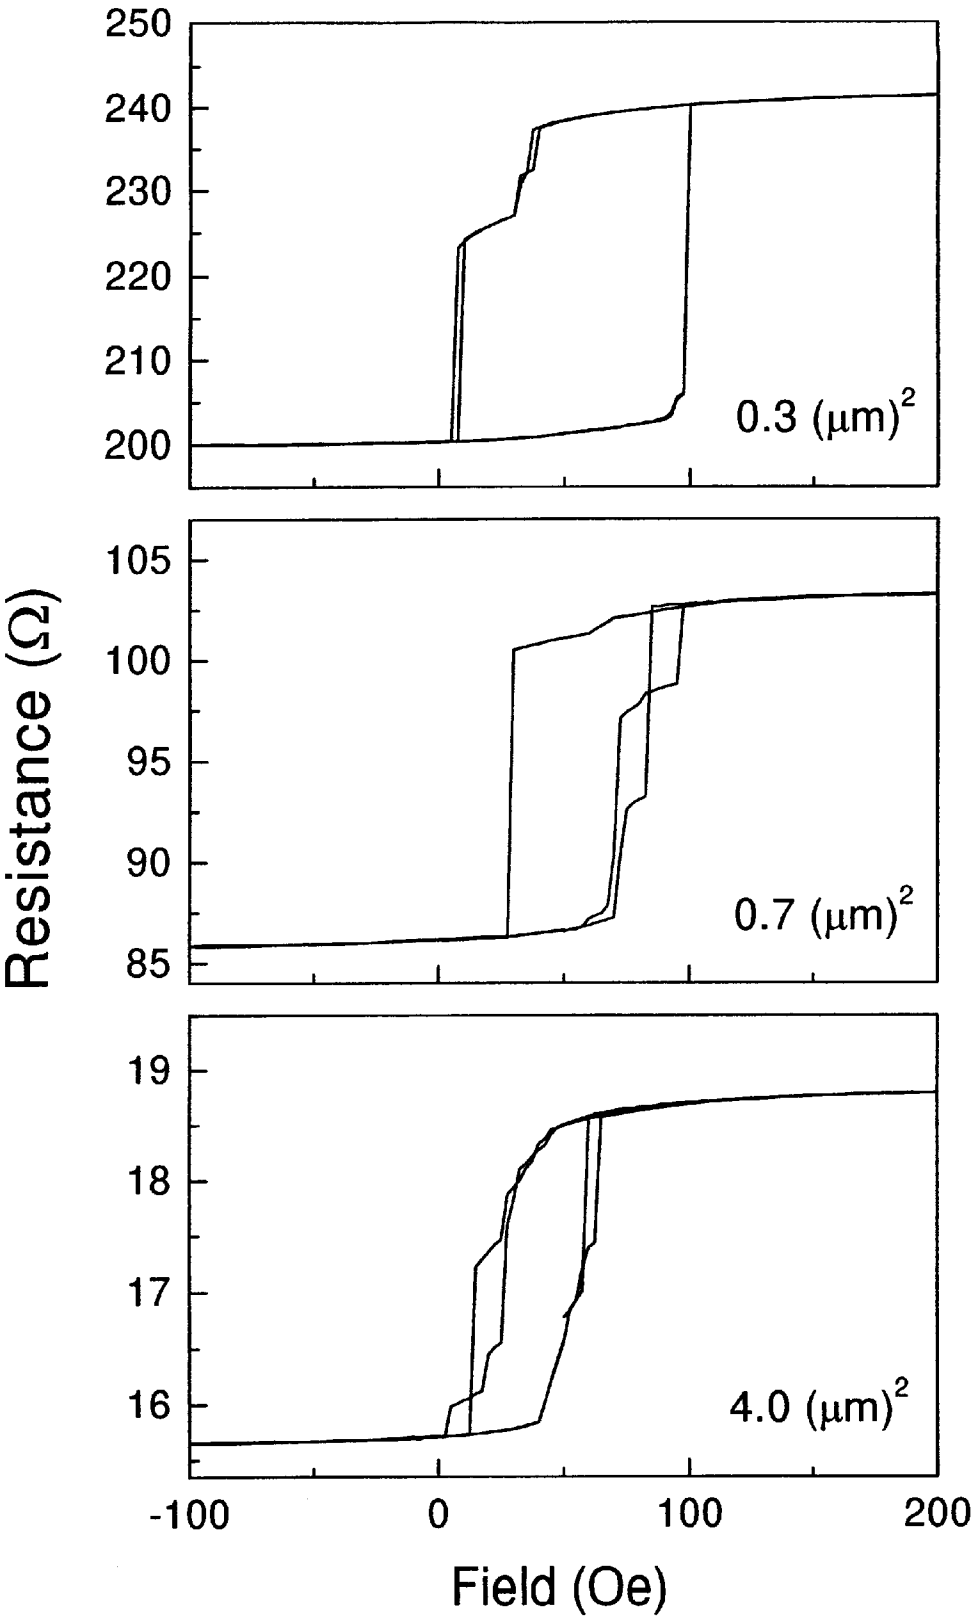 250
240
230
220
210
200
0.3 (μm)²
105
100
95
90
85
0.7 (μm)²
19
18
17
16
4.0 (μm)²
-100 0 100 200
Field (Oe)
Resistance (Ω)